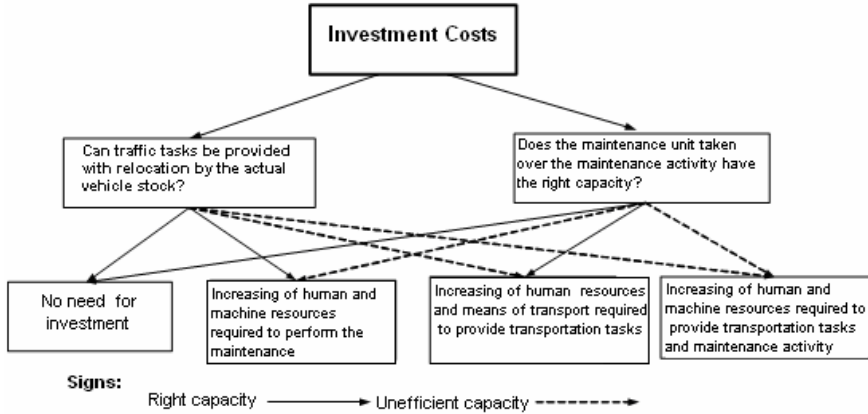 Investment Costs
Can traffic tasks be provided
with relocation by the actual
vehicle stock?
Does the maintenance unit taken
over the maintenance activity have
the right capacity?
No need for
investment
Increasing of human and
machine resources
required to perform the
maintenance
Increasing of human resources
and means of transport required
to provide transportation tasks
Increasing of human and
machine resources required to
provide transportation tasks
and maintenance activity
Signs:
Right capacity
Unefficient capacity